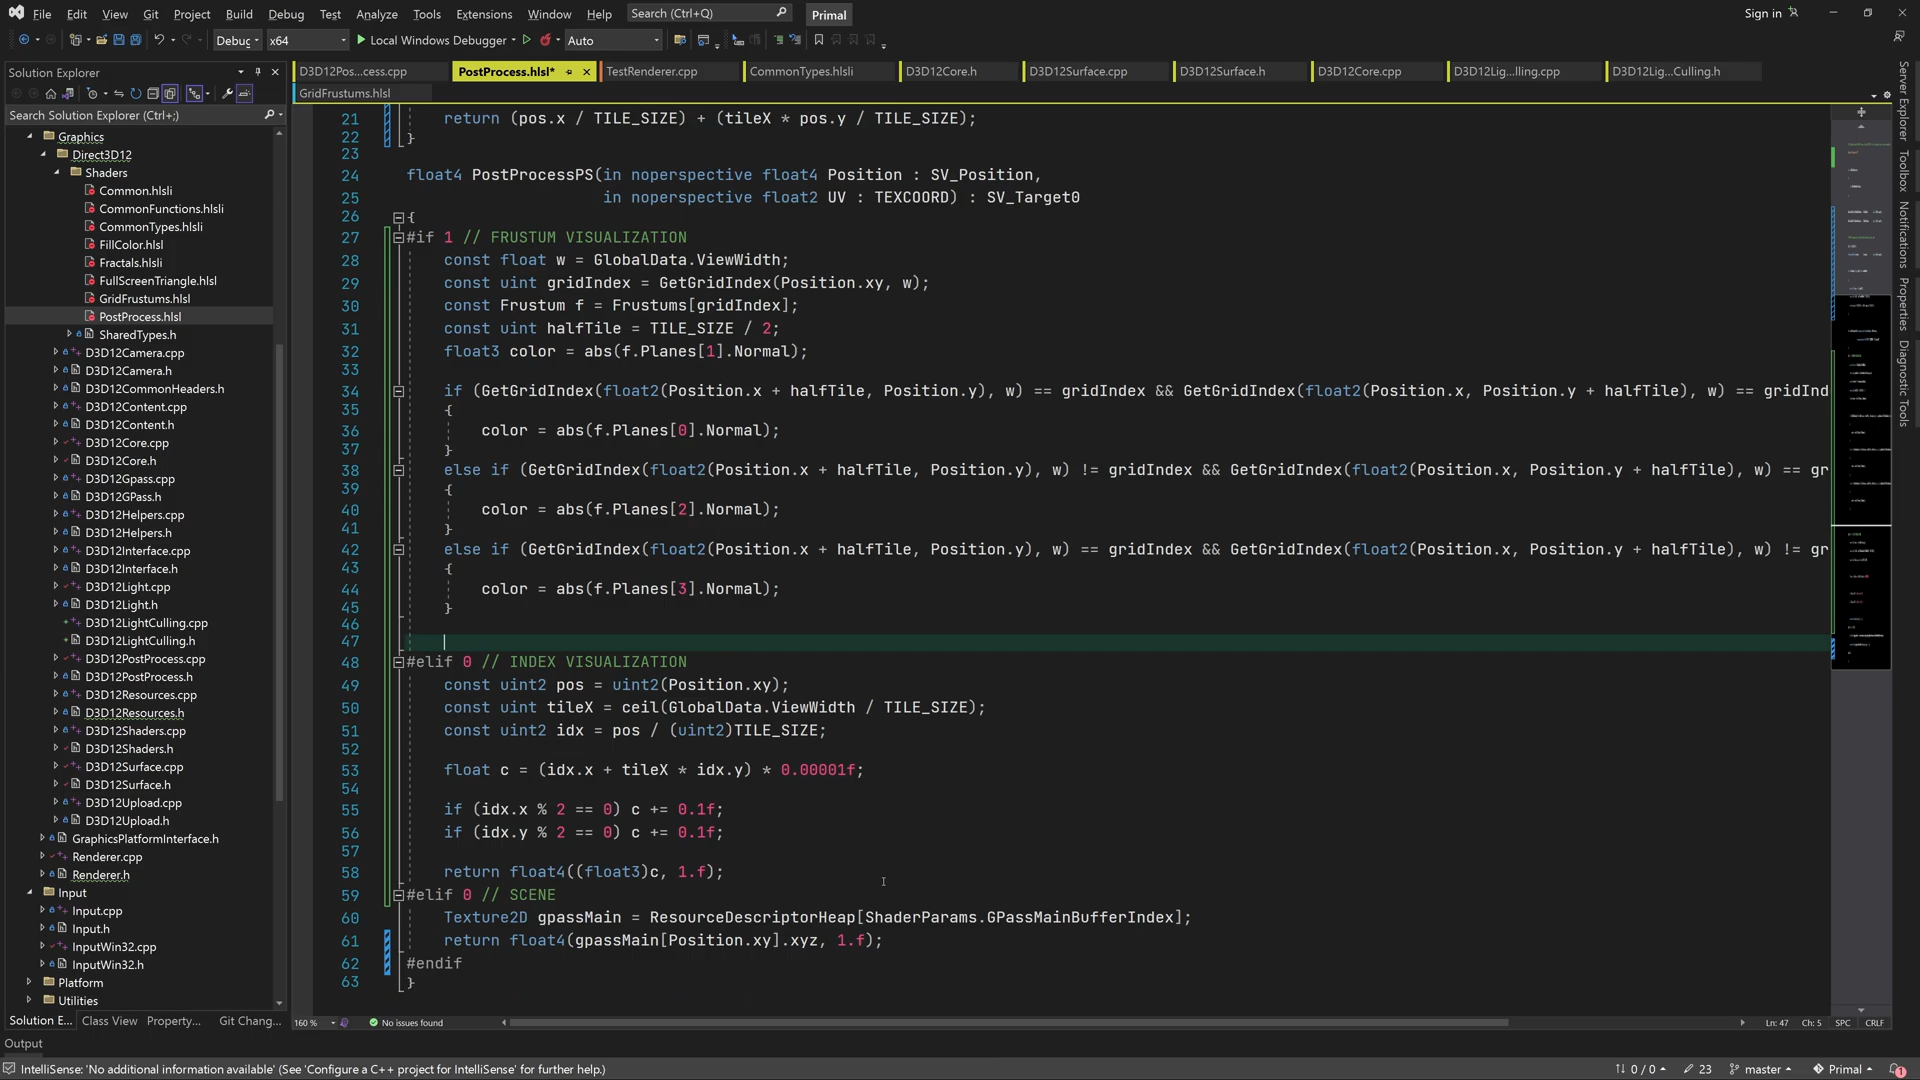 File Edit View Git Project Build Debug Test Analyze Tools Extensions Window Help Search (Ctrl+Q) Primal Sign in
Debug x64 Local Windows Debugger Auto
Solution Explorer
D3D12Pos...cess.cpp PostProcess.hlsl* TestRenderer.cpp CommonTypes.hlsli D3D12Core.h D3D12Surface.cpp D3D12Surface.h D3D12Core.cpp D3D12Lig...lling.cpp D3D12Lig...Culling.h
GridFrustums.hlsl
Search Solution Explorer (Ctrl+;)
Graphics
Direct3D12
Shaders
Common.hlsli
CommonFunctions.hlsli
CommonTypes.hlsli
FillColor.hlsl
Fractals.hlsli
FullScreenTriangle.hlsl
GridFrustums.hlsl
PostProcess.hlsl
SharedTypes.h
D3D12Camera.cpp
D3D12Camera.h
D3D12CommonHeaders.h
D3D12Content.cpp
D3D12Content.h
D3D12Core.cpp
D3D12Core.h
D3D12Gpass.cpp
D3D12GPass.h
D3D12Helpers.cpp
D3D12Helpers.h
D3D12Interface.cpp
D3D12Interface.h
D3D12Light.cpp
D3D12Light.h
D3D12LightCulling.cpp
D3D12LightCulling.h
D3D12PostProcess.cpp
D3D12PostProcess.h
D3D12Resources.cpp
D3D12Resources.h
D3D12Shaders.cpp
D3D12Shaders.h
D3D12Surface.cpp
D3D12Surface.h
D3D12Upload.cpp
D3D12Upload.h
GraphicsPlatformInterface.h
Renderer.cpp
Renderer.h
Input
Input.cpp
Input.h
InputWin32.cpp
InputWin32.h
Platform
Utilities
Solution E... Class View Property... Git Chang...
21 return (pos.x / TILE_SIZE) + (tileX * pos.y / TILE_SIZE);
22 }
23
24 float4 PostProcessPS(in noperspective float4 Position : SV_Position,
25 in noperspective float2 UV : TEXCOORD) : SV_Target0
26 {
27 #if 1 // FRUSTUM VISUALIZATION
28 const float w = GlobalData.ViewWidth;
29 const uint gridIndex = GetGridIndex(Position.xy, w);
30 const Frustum f = Frustums[gridIndex];
31 const uint halfTile = TILE_SIZE / 2;
32 float3 color = abs(f.Planes[1].Normal);
33
34 if (GetGridIndex(float2(Position.x + halfTile, Position.y), w) == gridIndex && GetGridIndex(float2(Position.x, Position.y + halfTile), w) == gridInd
35 {
36 color = abs(f.Planes[0].Normal);
37 }
38 else if (GetGridIndex(float2(Position.x + halfTile, Position.y), w) != gridIndex && GetGridIndex(float2(Position.x, Position.y + halfTile), w) == gr
39 {
40 color = abs(f.Planes[2].Normal);
41 }
42 else if (GetGridIndex(float2(Position.x + halfTile, Position.y), w) == gridIndex && GetGridIndex(float2(Position.x, Position.y + halfTile), w) != gr
43 {
44 color = abs(f.Planes[3].Normal);
45 }
46
47
48 #elif 0 // INDEX VISUALIZATION
49 const uint2 pos = uint2(Position.xy);
50 const uint tileX = ceil(GlobalData.ViewWidth / TILE_SIZE);
51 const uint2 idx = pos / (uint2)TILE_SIZE;
52
53 float c = (idx.x + tileX * idx.y) * 0.00001f;
54
55 if (idx.x % 2 == 0) c += 0.1f;
56 if (idx.y % 2 == 0) c += 0.1f;
57
58 return float4((float3)c, 1.f);
59 #elif 0 // SCENE
60 Texture2D gpassMain = ResourceDescriptorHeap[ShaderParams.GPassMainBufferIndex];
61 return float4(gpassMain[Position.xy].xyz, 1.f);
62 #endif
63 }
160 % No issues found Ln: 47 Ch: 5 SPC CRLF
Server Explorer
Toolbox
Notifications
Properties
Diagnostic Tools
Output
IntelliSense: 'No additional information available' (See 'Configure a C++ project for IntelliSense' for further help.) 0 / 0 23 master Primal 1